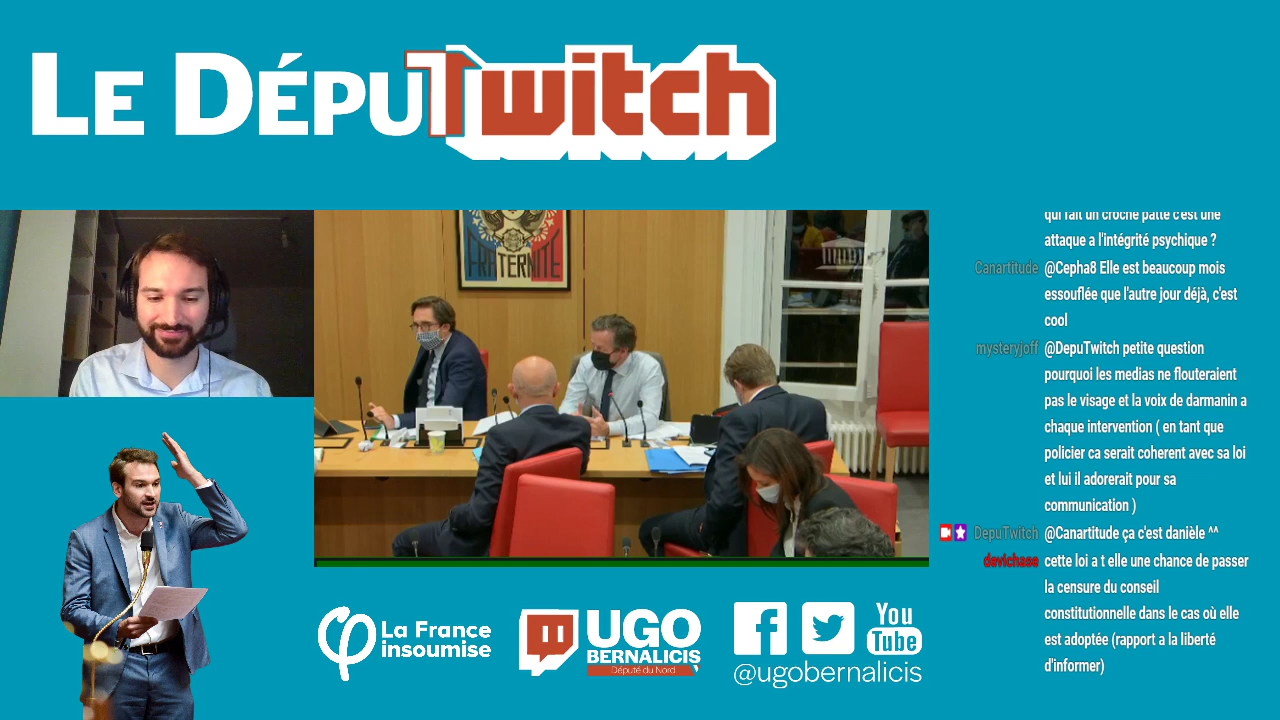 LE DÉPUTwitch
FRATERNITÉ
qui fait un croche patte c'est une
attaque a l'intégrité psychique ?
Canartitude @Cepha8 Elle est beaucoup mois
essouflée que l'autre jour déjà, c'est
cool
mysteryjoff @DepuTwitch petite question
pourquoi les medias ne flouteraient
pas le visage et la voix de darmanin a
chaque intervention ( en tant que
policier ca serait coherent avec sa loi
et lui il adorerait pour sa
communication )
DepuTwitch @Canartitude ça c'est danièle ^^
devichase cette loi a t elle une chance de passer
la censure du conseil
constitutionnelle dans le cas où elle
est adoptée (rapport a la liberté
d'informer)
La France
insoumise
UGO
BERNALICIS
Député du Nord
You
Tube
@ugobernalicis